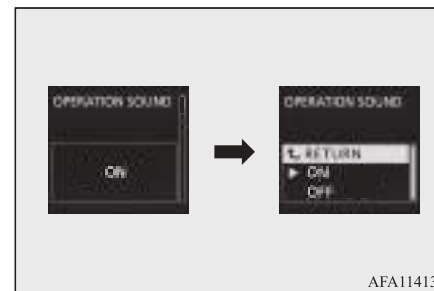 OPERATION SOUND
ON
OPERATION SOUND
RETURN
ON
OFF
AFA11413